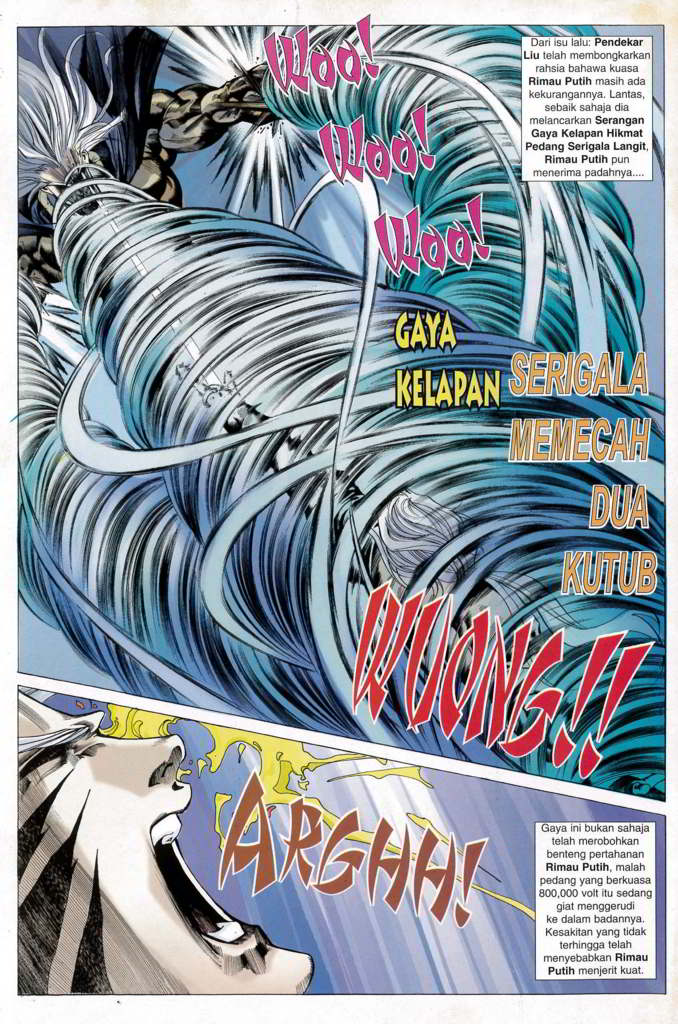 Woo!
Woo!
Woo!
Dari isu lalu: Pendekar
Liu telah membongkarkan
rahsia bahawa kuasa
Rimau Putih masih ada
kekurangannya. Lantas,
sebaik sahaja dia
melancarkan Serangan
Gaya Kelapan Hikmat
Pedang Serigala Langit,
Rimau Putih pun
menerima padahnya....
GAYA
KELAPAN
SERIGALA
MEMECAH
DUA
KUTUB
WUONG!!
ARGHH!
Gaya ini bukan sahaja
telah merobohkan
benteng pertahanan
Rimau Putih, malah
pedang yang berkuasa
800,000 volt itu sedang
giat menggerudi
ke dalam badannya.
Kesakitan yang tidak
terhingga telah
menyebabkan Rimau
Putih menjerit kuat.